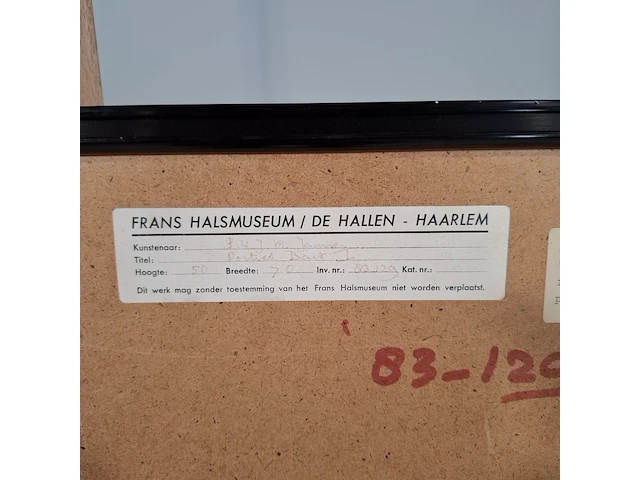 FRANS HALSMUSEUM / DE HALLEN - HAARLEM
Kunstenaar: J. M.
Titel:
Hoogte: 50 Breedte: 70 Inv. nr.: Kat. nr.:
Dit werk mag zonder toestemming van het Frans Halsmuseum niet worden verplaatst.
83-120